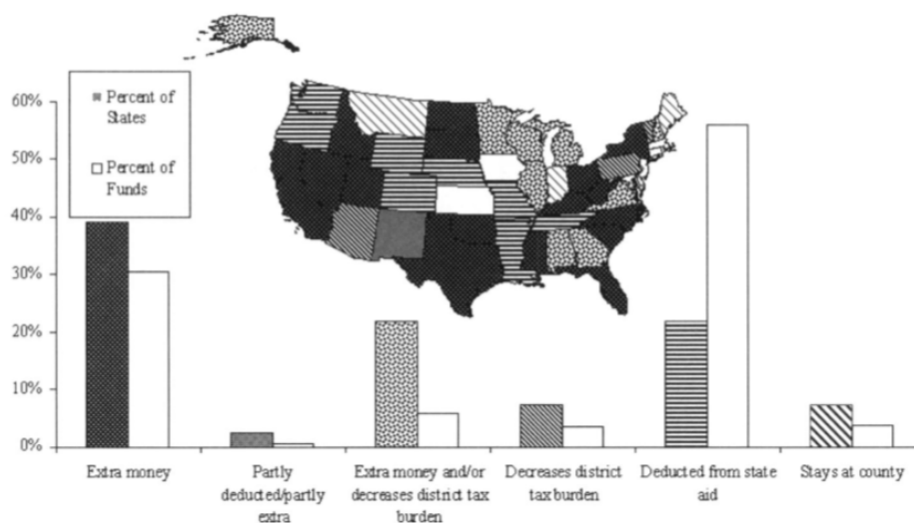 Percent of
States
Percent of
Funds
60%
50%
40%
30%
20%
10%
0%
Extra money
Partly
deducted/partly
extra
Extra money and/or
decreases district tax
burden
Decreases district
tax burden
Deducted from state
aid
Stays at county